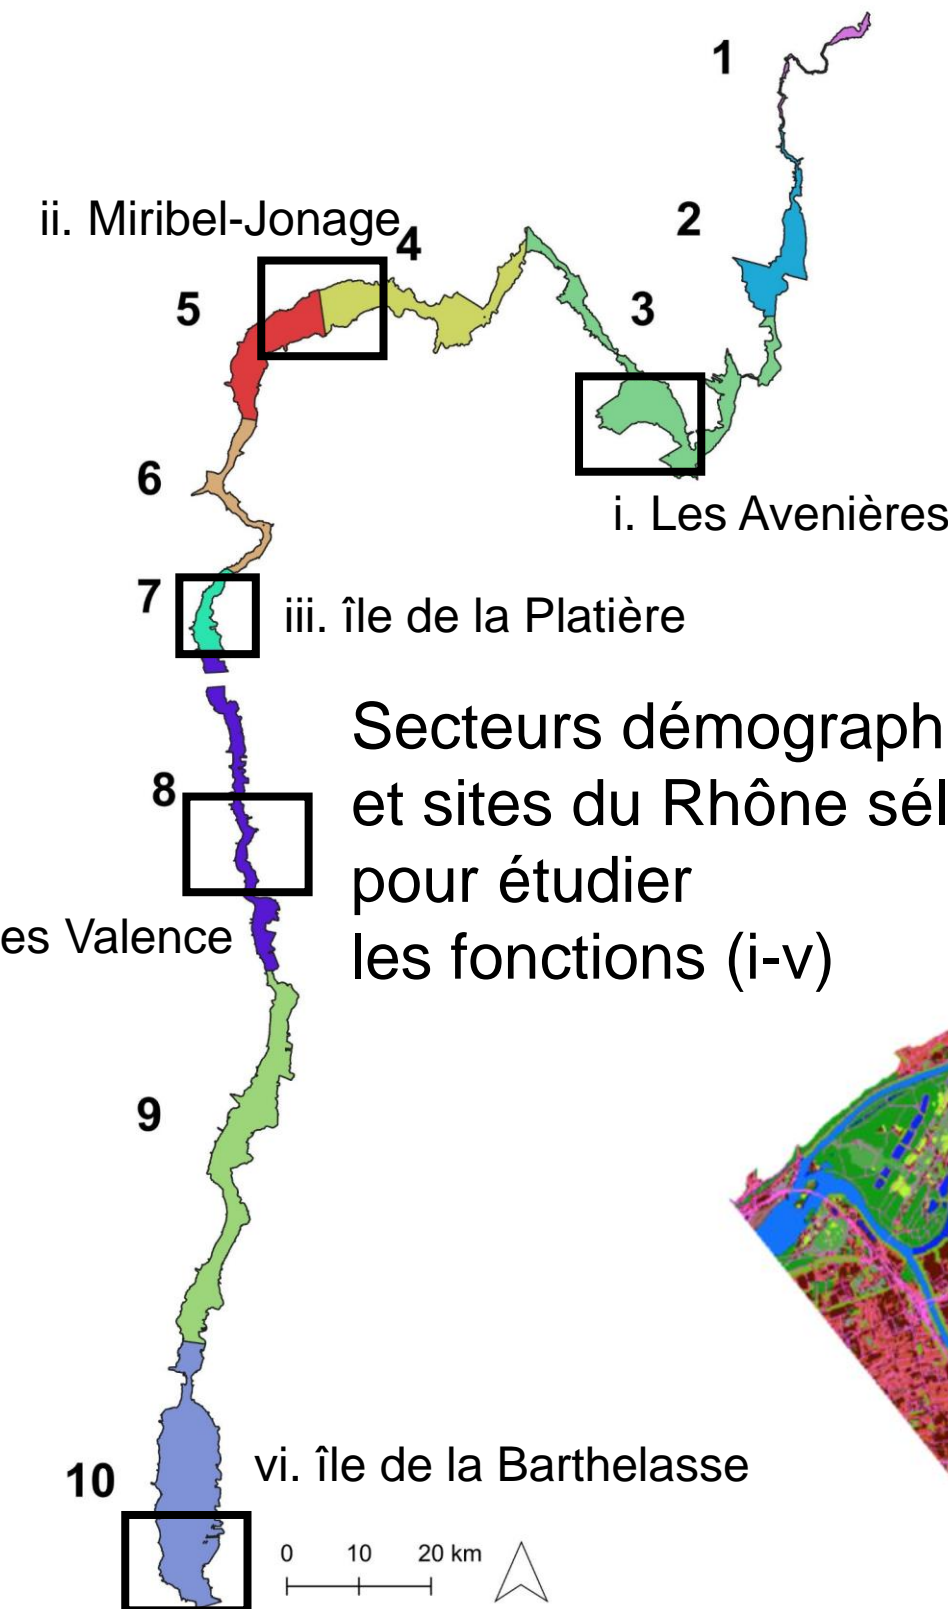 1
ii. Miribel-Jonage
4
2
5
3
i. Les Avenières
6
7
iii. île de la Platière
Secteurs démograph
et sites du Rhône sél
pour étudier
les fonctions (i-v)
8
es Valence
9
vi. île de la Barthelasse
10
0 10 20 km